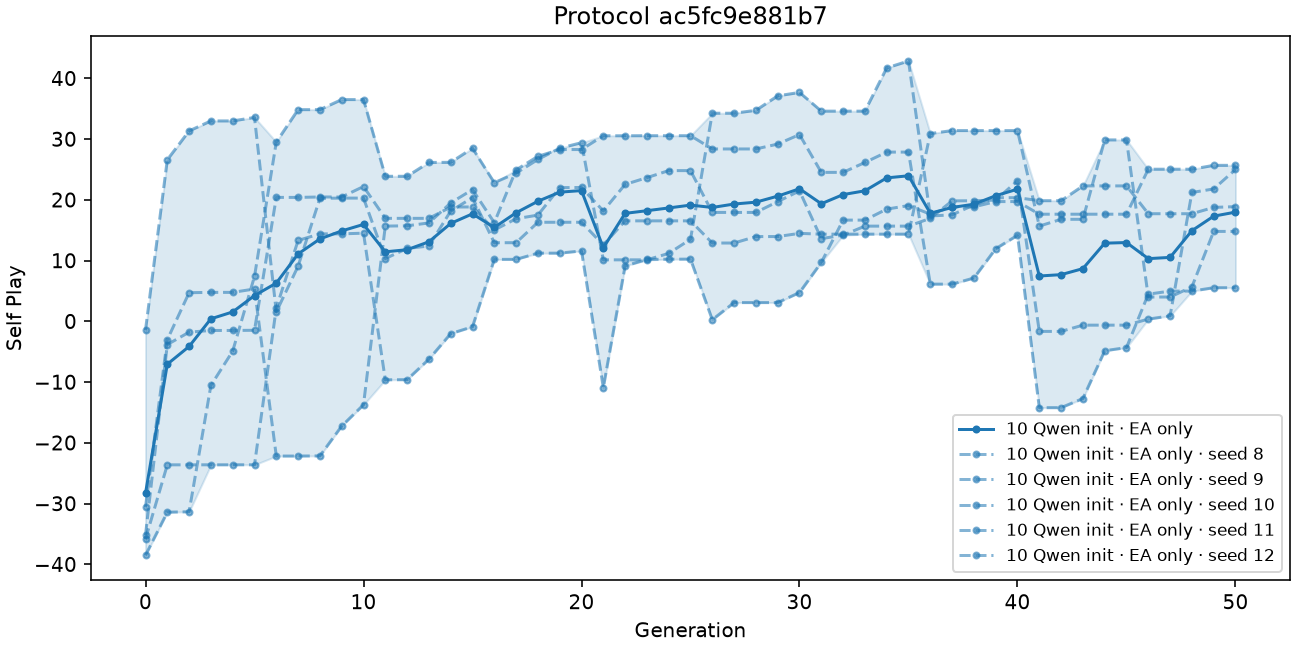 Protocol ac5fc9e881b7
Self Play
40
30
20
10
0
−10
−20
−30
−40
0 10 20 30 40 50
Generation
10 Qwen init · EA only
10 Qwen init · EA only · seed 8
10 Qwen init · EA only · seed 9
10 Qwen init · EA only · seed 10
10 Qwen init · EA only · seed 11
10 Qwen init · EA only · seed 12